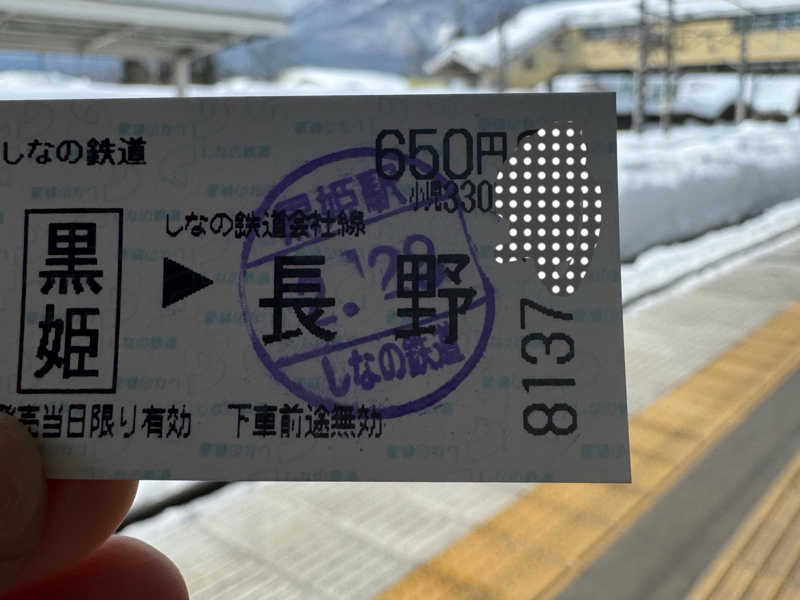 しなの鉄道
650円
小児330
黒姫駅
しなの鉄道会社線
黒姫
▶
長野
しなの鉄道
発売当日限り有効 下車前途無効
8137